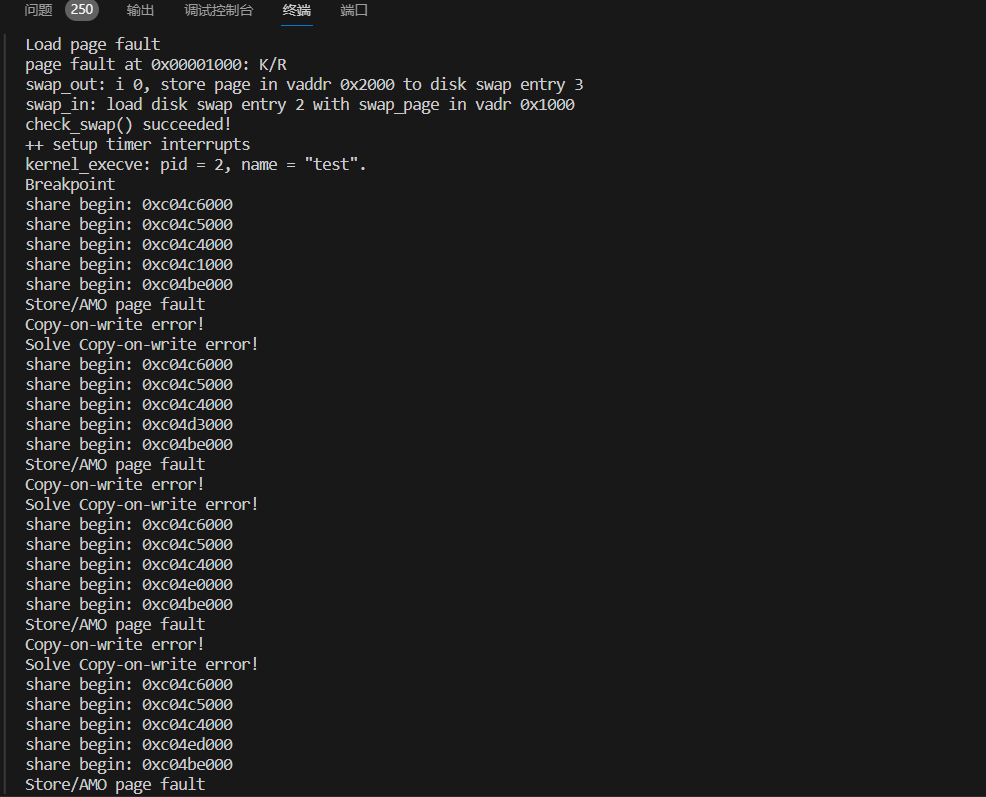 问题 250 输出 调试控制台 终端 端口
Load page fault
page fault at 0x00001000: K/R
swap_out: i 0, store page in vaddr 0x2000 to disk swap entry 3
swap_in: load disk swap entry 2 with swap_page in vadr 0x1000
check_swap() succeeded!
++ setup timer interrupts
kernel_execve: pid = 2, name = "test".
Breakpoint
share begin: 0xc04c6000
share begin: 0xc04c5000
share begin: 0xc04c4000
share begin: 0xc04c1000
share begin: 0xc04be000
Store/AMO page fault
Copy-on-write error!
Solve Copy-on-write error!
share begin: 0xc04c6000
share begin: 0xc04c5000
share begin: 0xc04c4000
share begin: 0xc04d3000
share begin: 0xc04be000
Store/AMO page fault
Copy-on-write error!
Solve Copy-on-write error!
share begin: 0xc04c6000
share begin: 0xc04c5000
share begin: 0xc04c4000
share begin: 0xc04e0000
share begin: 0xc04be000
Store/AMO page fault
Copy-on-write error!
Solve Copy-on-write error!
share begin: 0xc04c6000
share begin: 0xc04c5000
share begin: 0xc04c4000
share begin: 0xc04ed000
share begin: 0xc04be000
Store/AMO page fault